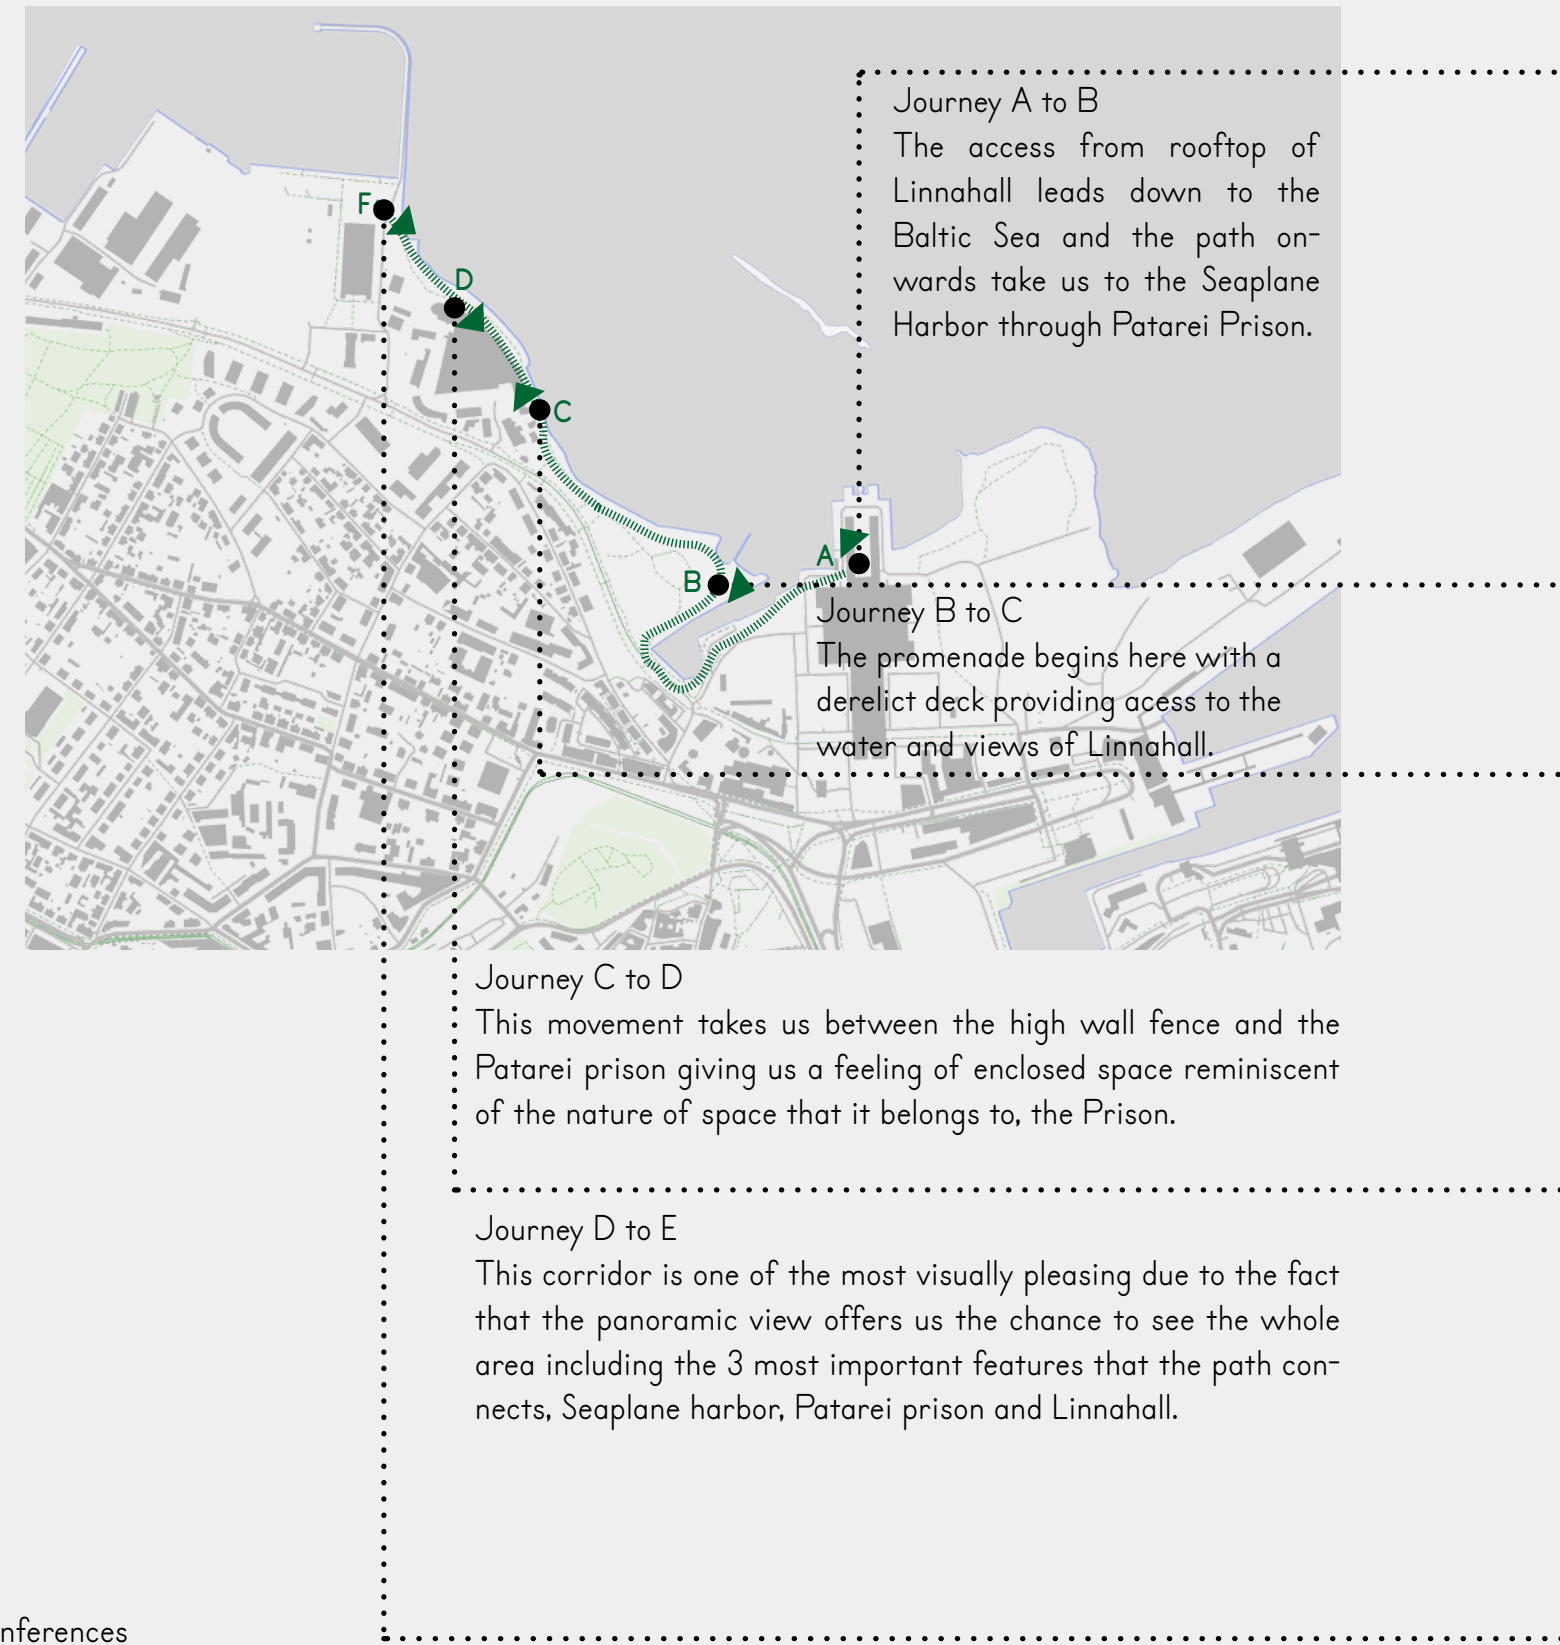 Journey A to B
The access from rooftop of
Linnahall leads down to the
Baltic Sea and the path on-
wards take us to the Seaplane
Harbor through Patarei Prison.
F
D
C
A
B
Journey B to C
The promenade begins here with a
derelict deck providing acess to the
water and views of Linnahall.
Journey C to D
This movement takes us between the high wall fence and the
Patarei prison giving us a feeling of enclosed space reminiscent
of the nature of space that it belongs to, the Prison.
Journey D to E
This corridor is one of the most visually pleasing due to the fact
that the panoramic view offers us the chance to see the whole
area including the 3 most important features that the path con-
nects, Seaplane harbor, Patarei prison and Linnahall.
nferences